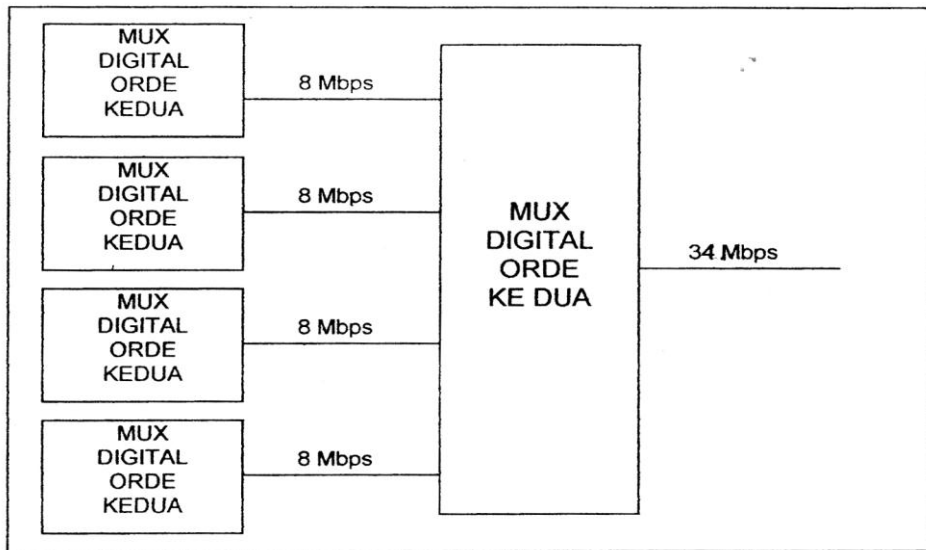 MUX
DIGITAL
ORDE
KEDUA
8 Mbps
MUX
DIGITAL
ORDE
KEDUA
8 Mbps
MUX
DIGITAL
ORDE
KEDUA
8 Mbps
MUX
DIGITAL
ORDE
KEDUA
8 Mbps
MUX
DIGITAL
ORDE
KE DUA
34 Mbps